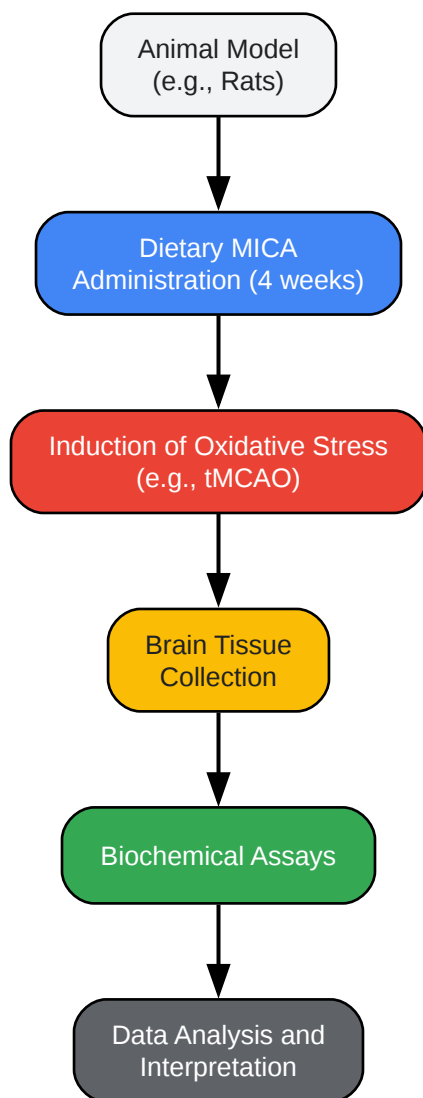 Animal Model
(e.g., Rats)
Dietary MICA
Administration (4 weeks)
Induction of Oxidative Stress
(e.g., tMCAO)
Brain Tissue
Collection
Biochemical Assays
Data Analysis and
Interpretation